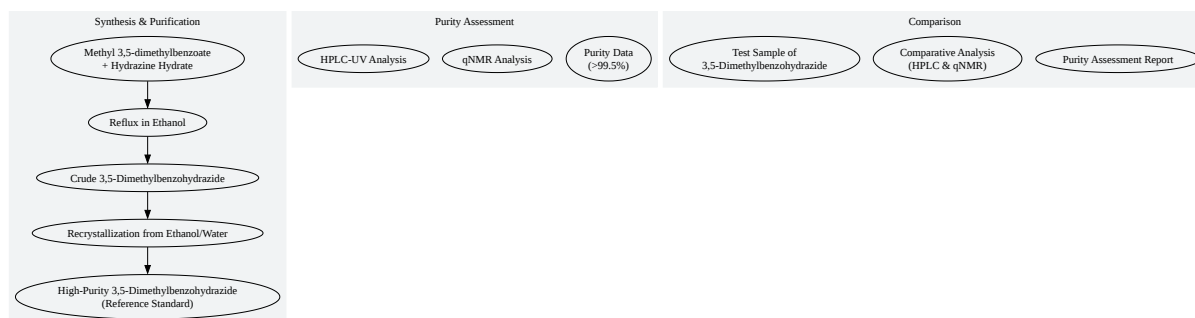 Synthesis & Purification
Methyl 3,5-dimethylbenzoate
+ Hydrazine Hydrate
Reflux in Ethanol
Crude 3,5-Dimethylbenzohydrazide
Recrystallization from Ethanol/Water
High-Purity 3,5-Dimethylbenzohydrazide
(Reference Standard)
Purity Assessment
HPLC-UV Analysis
qNMR Analysis
Purity Data
(>99.5%)
Comparison
Test Sample of
3,5-Dimethylbenzohydrazide
Comparative Analysis
(HPLC & qNMR)
Purity Assessment Report